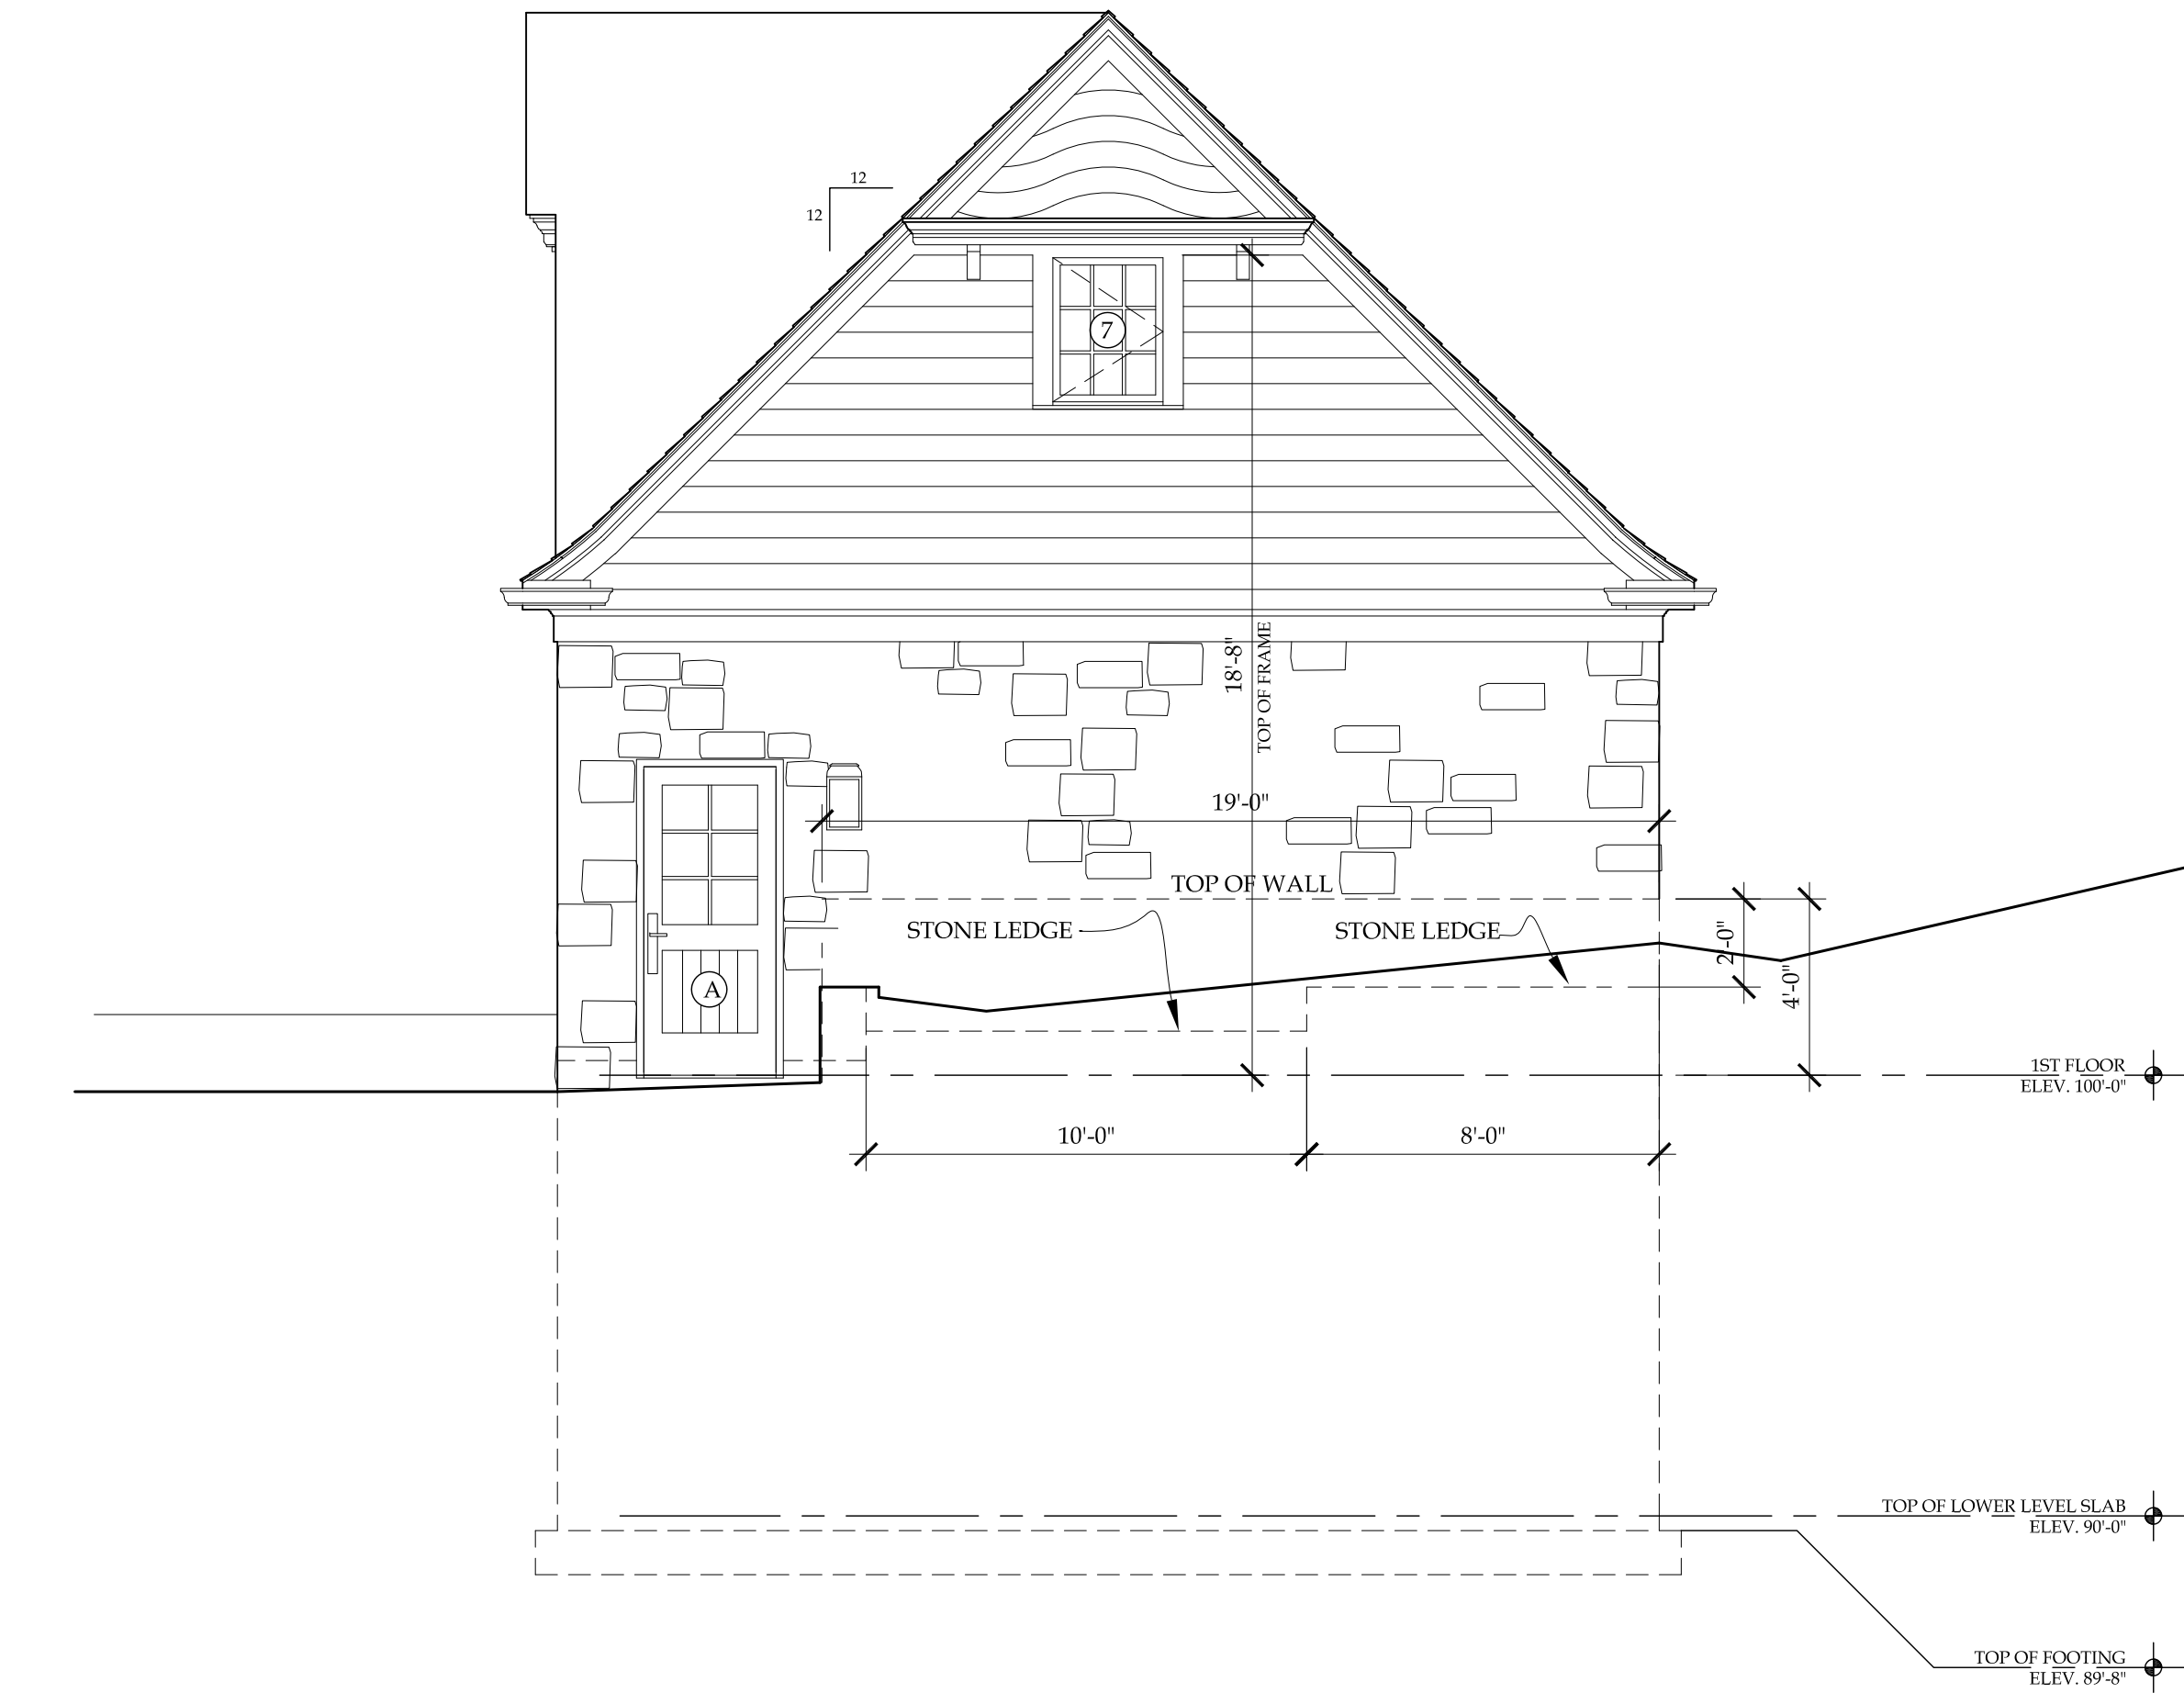 12
12
7
18'-8"
TOP OF FRAME
19'-0"
TOP OF WALL
STONE LEDGE
STONE LEDGE
2'-0"
4'-0"
A
1ST FLOOR
ELEV. 100'-0"
10'-0"
8'-0"
TOP OF LOWER LEVEL SLAB
ELEV. 90'-0"
TOP OF FOOTING
ELEV. 89'-8"